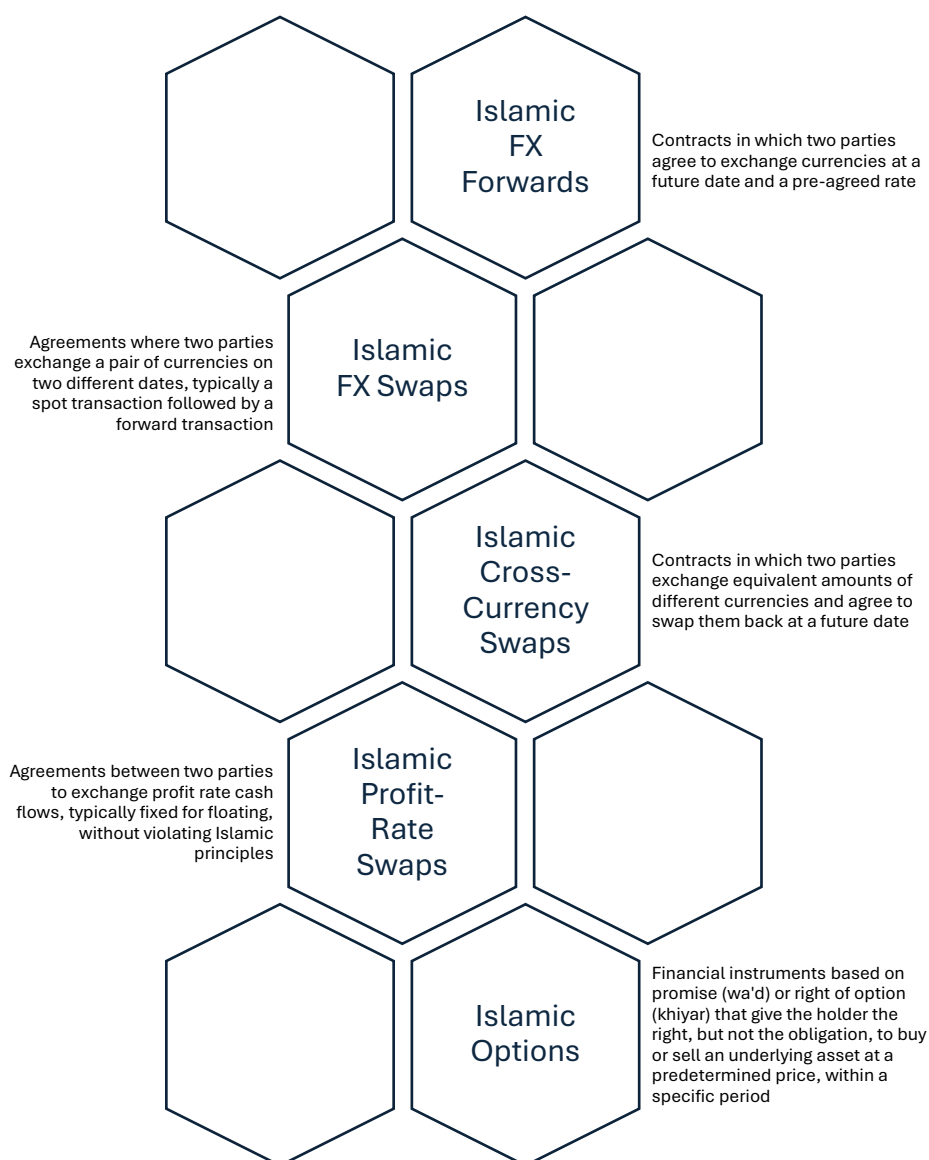 Islamic
FX
Forwards
Contracts in which two parties
agree to exchange currencies at a
future date and a pre-agreed rate
Agreements where two parties
exchange a pair of currencies on
two different dates, typically a
spot transaction followed by a
forward transaction
Islamic
FX Swaps
Islamic
Cross-
Currency
Swaps
Contracts in which two parties
exchange equivalent amounts of
different currencies and agree to
swap them back at a future date
Agreements between two parties
to exchange profit rate cash
flows, typically fixed for floating,
without violating Islamic
principles
Islamic
Profit-
Rate
Swaps
Islamic
Options
Financial instruments based on
promise (wa'd) or right of option
(khiyar) that give the holder the
right, but not the obligation, to buy
or sell an underlying asset at a
predetermined price, within a
specific period